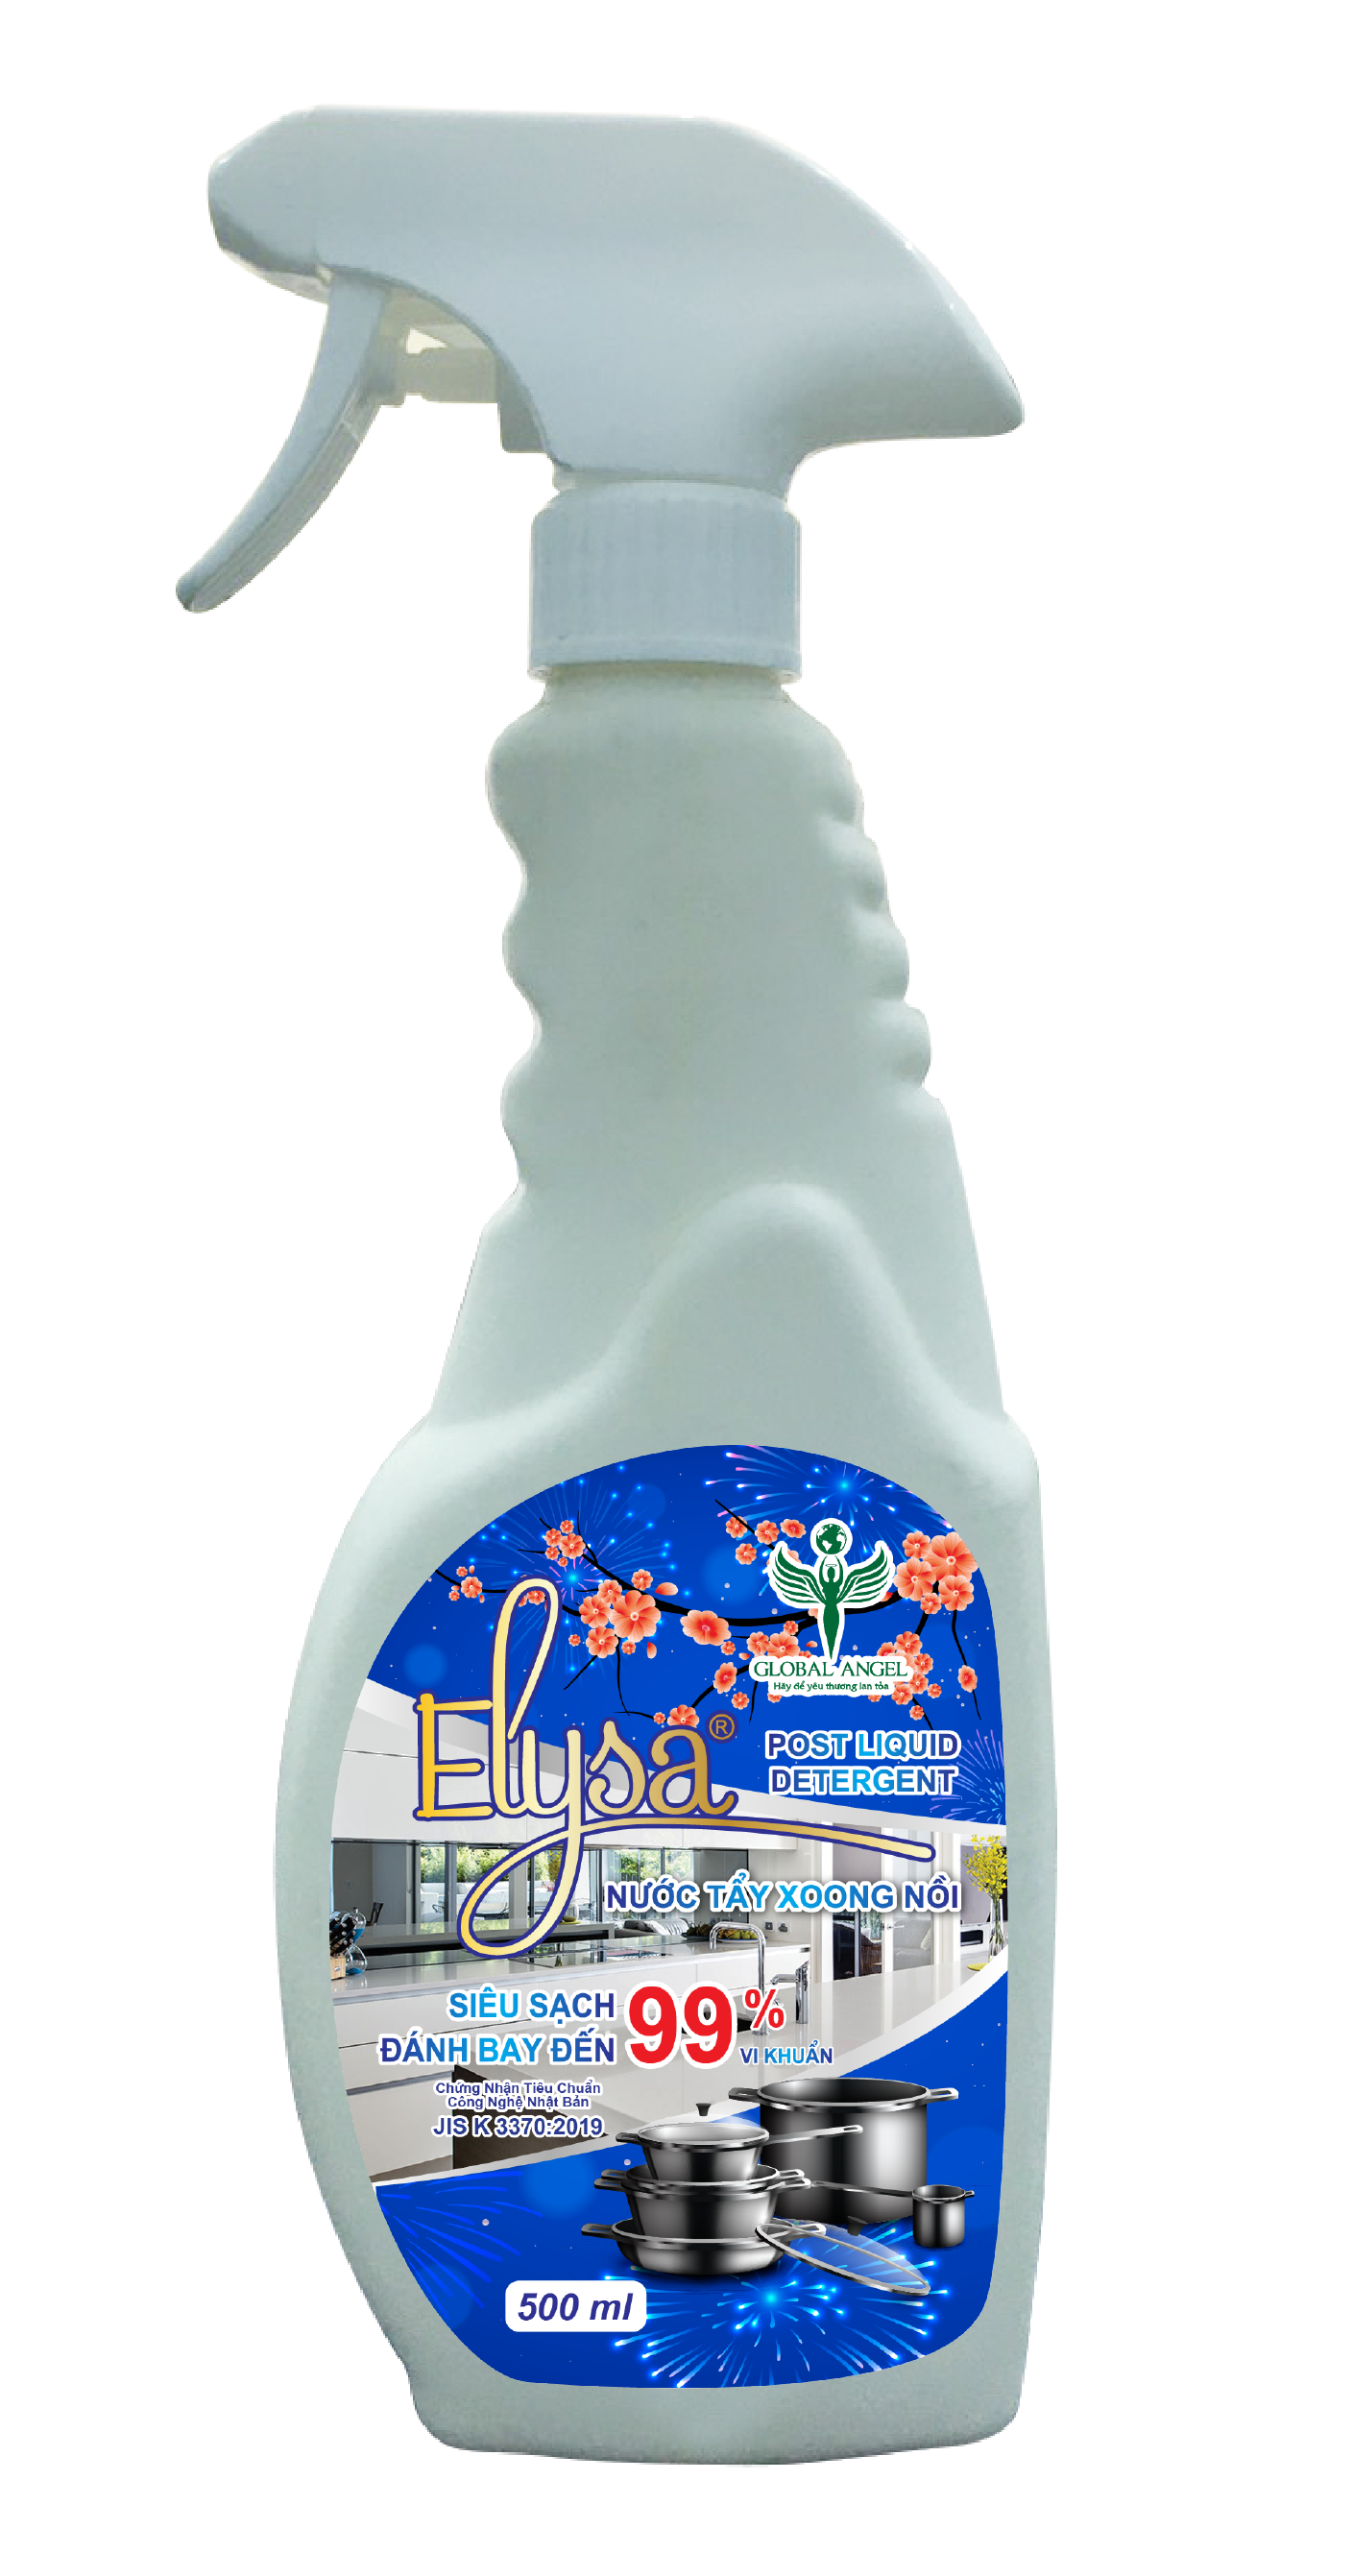 GLOBAL ANGEL
Hãy để yêu thương lan tỏa
Elysa®
POST LIQUID
DETERGENT
NƯỚC TẨY XOONG NỒI
SIÊU SẠCH
ĐÁNH BAY ĐẾN 99%
VI KHUẨN
Chứng Nhận Tiêu Chuẩn
Công Nghệ Nhật Bản
JIS K 3370:2019
500 ml